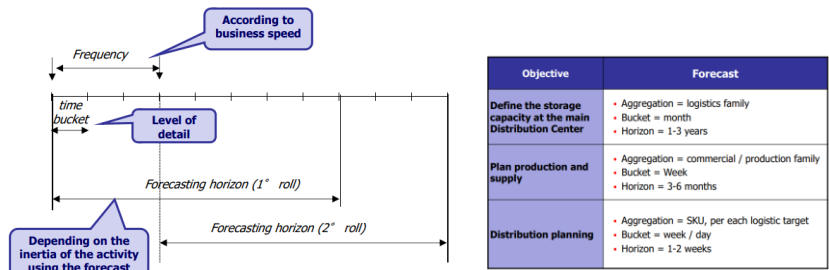 According to
business speed
Frequency
time
bucket
Level of
detail
Forecasting horizon (1° roll)
Forecasting horizon (2° roll)
Depending on the
inertia of the activity
using the forecast
Objective
Forecast
Define the storage
capacity at the main
Distribution Center
• Aggregation = logistics family
• Bucket = month
• Horizon = 1-3 years
Plan production and
supply
• Aggregation = commercial / production family
• Bucket = Week
• Horizon = 3-6 months
Distribution planning
• Aggregation = SKU, per each logistic target
• Bucket = week / day
• Horizon = 1-2 weeks